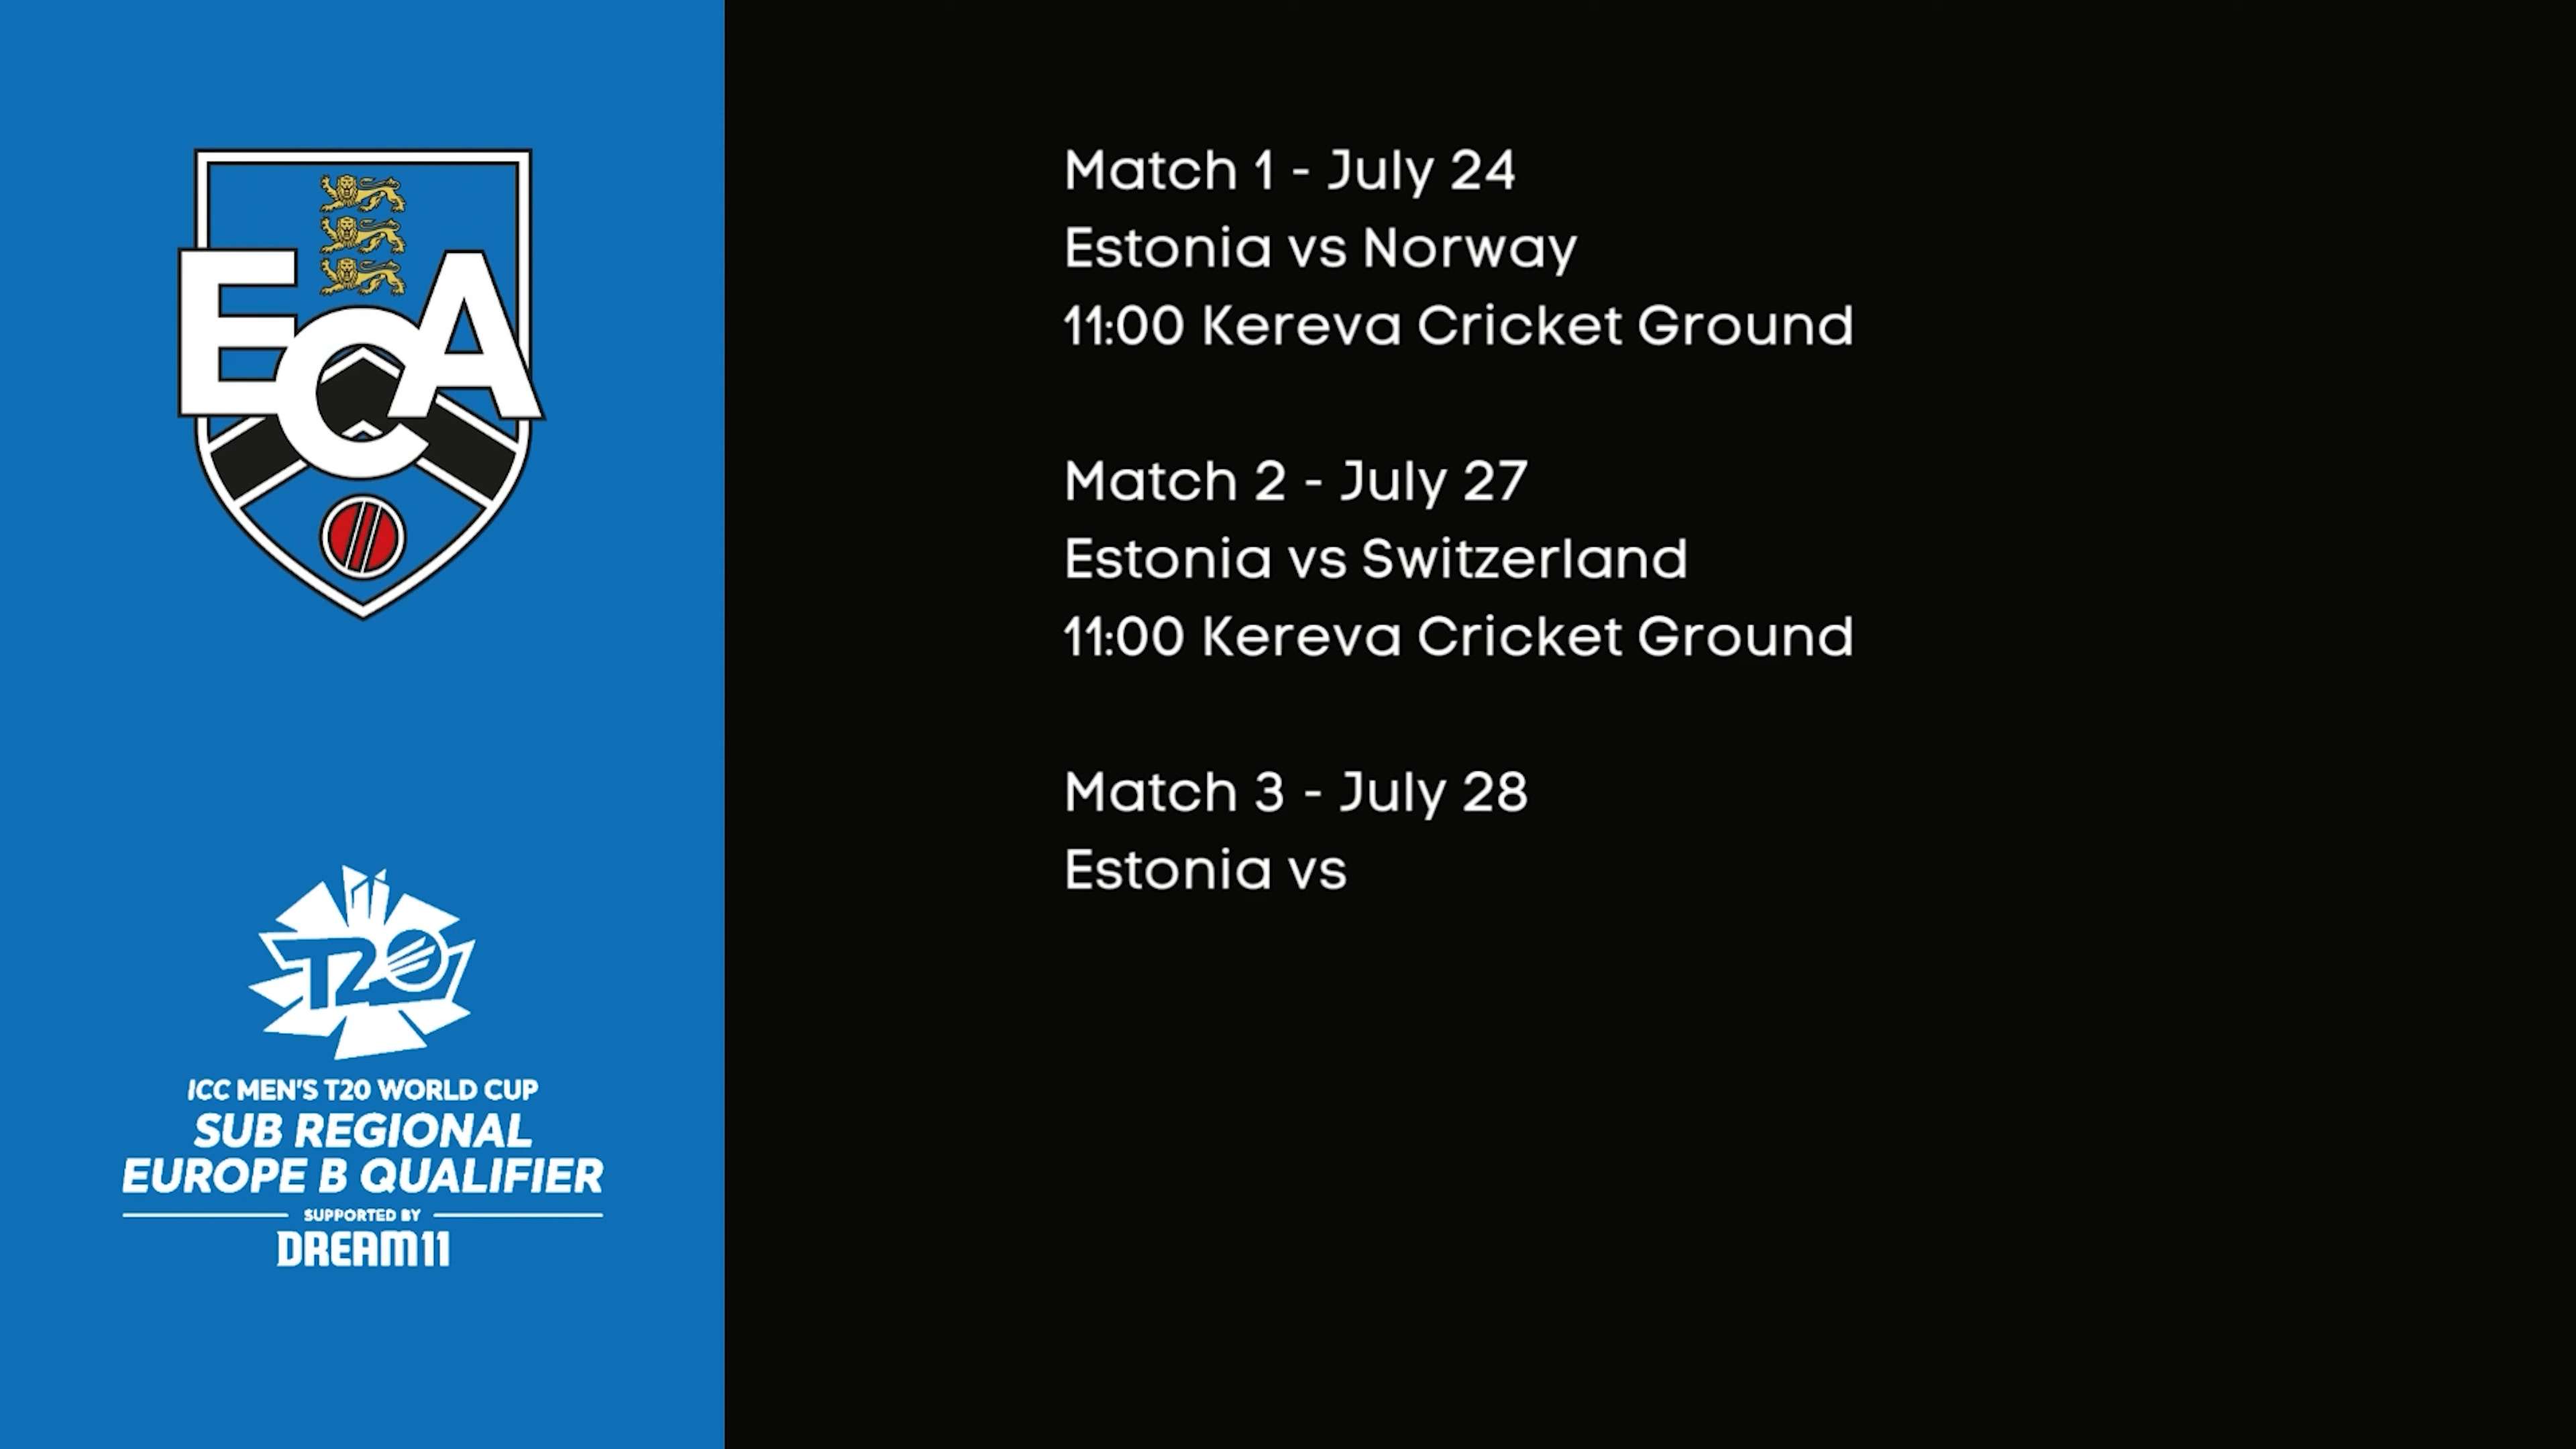 ECA
T20
ICC MEN'S T20 WORLD CUP
SUB REGIONAL
EUROPE B QUALIFIER
SUPPORTED BY
DREAM11
Match 1 - July 24
Estonia vs Norway
11:00 Kereva Cricket Ground
Match 2 - July 27
Estonia vs Switzerland
11:00 Kereva Cricket Ground
Match 3 - July 28
Estonia vs